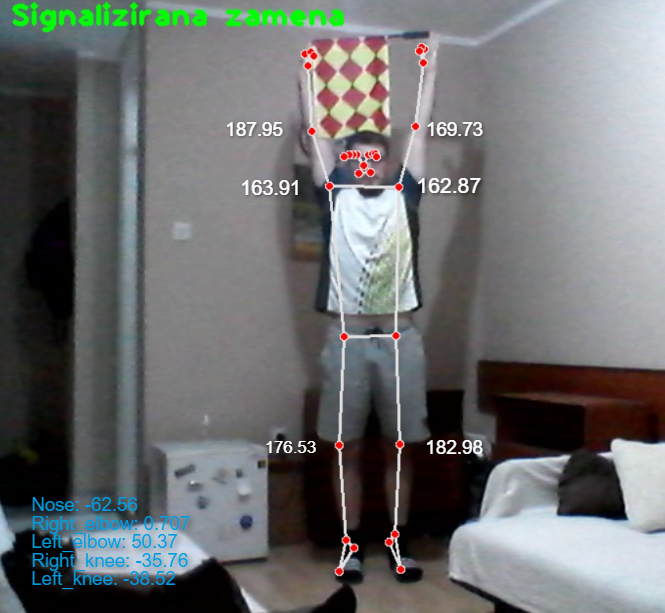 Signalizirana zamena
187.95
169.73
163.91
162.87
176.53
182.98
Nose: -62.56
Right_elbow: 0.707
Left_elbow: 50.37
Right_knee: -35.76
Left_knee: -38.52